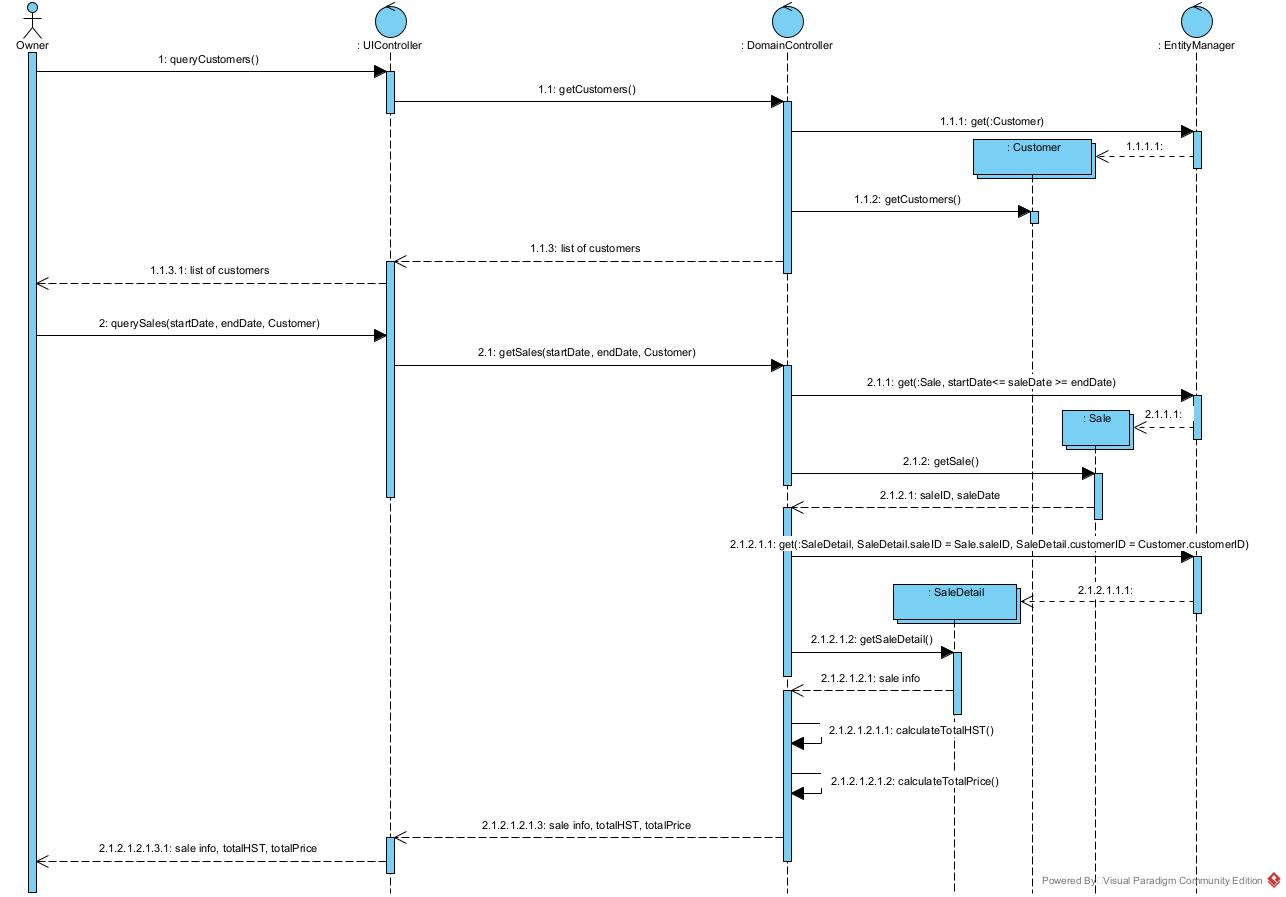 Owner
: UIController
: DomainController
: EntityManager
1: queryCustomers()
1.1: getCustomers()
1.1.1: get(:Customer)
: Customer
1.1.1.1:
1.1.2: getCustomers()
1.1.3: list of customers
1.1.3.1: list of customers
2: querySales(startDate, endDate, Customer)
2.1: getSales(startDate, endDate, Customer)
2.1.1: get(:Sale, startDate<= saleDate >= endDate)
: Sale
2.1.1.1:
2.1.2: getSale()
2.1.2.1: saleID, saleDate
2.1.2.1.1: get(:SaleDetail, SaleDetail.saleID = Sale.saleID, SaleDetail.customerID = Customer.customerID)
: SaleDetail
2.1.2.1.1.1:
2.1.2.1.2: getSaleDetail()
2.1.2.1.2.1: sale info
2.1.2.1.2.1.1: calculateTotalHST()
2.1.2.1.2.1.2: calculateTotalPrice()
2.1.2.1.2.1.3: sale info, totalHST, totalPrice
2.1.2.1.2.1.3.1: sale info, totalHST, totalPrice
Powered By Visual Paradigm Community Edition